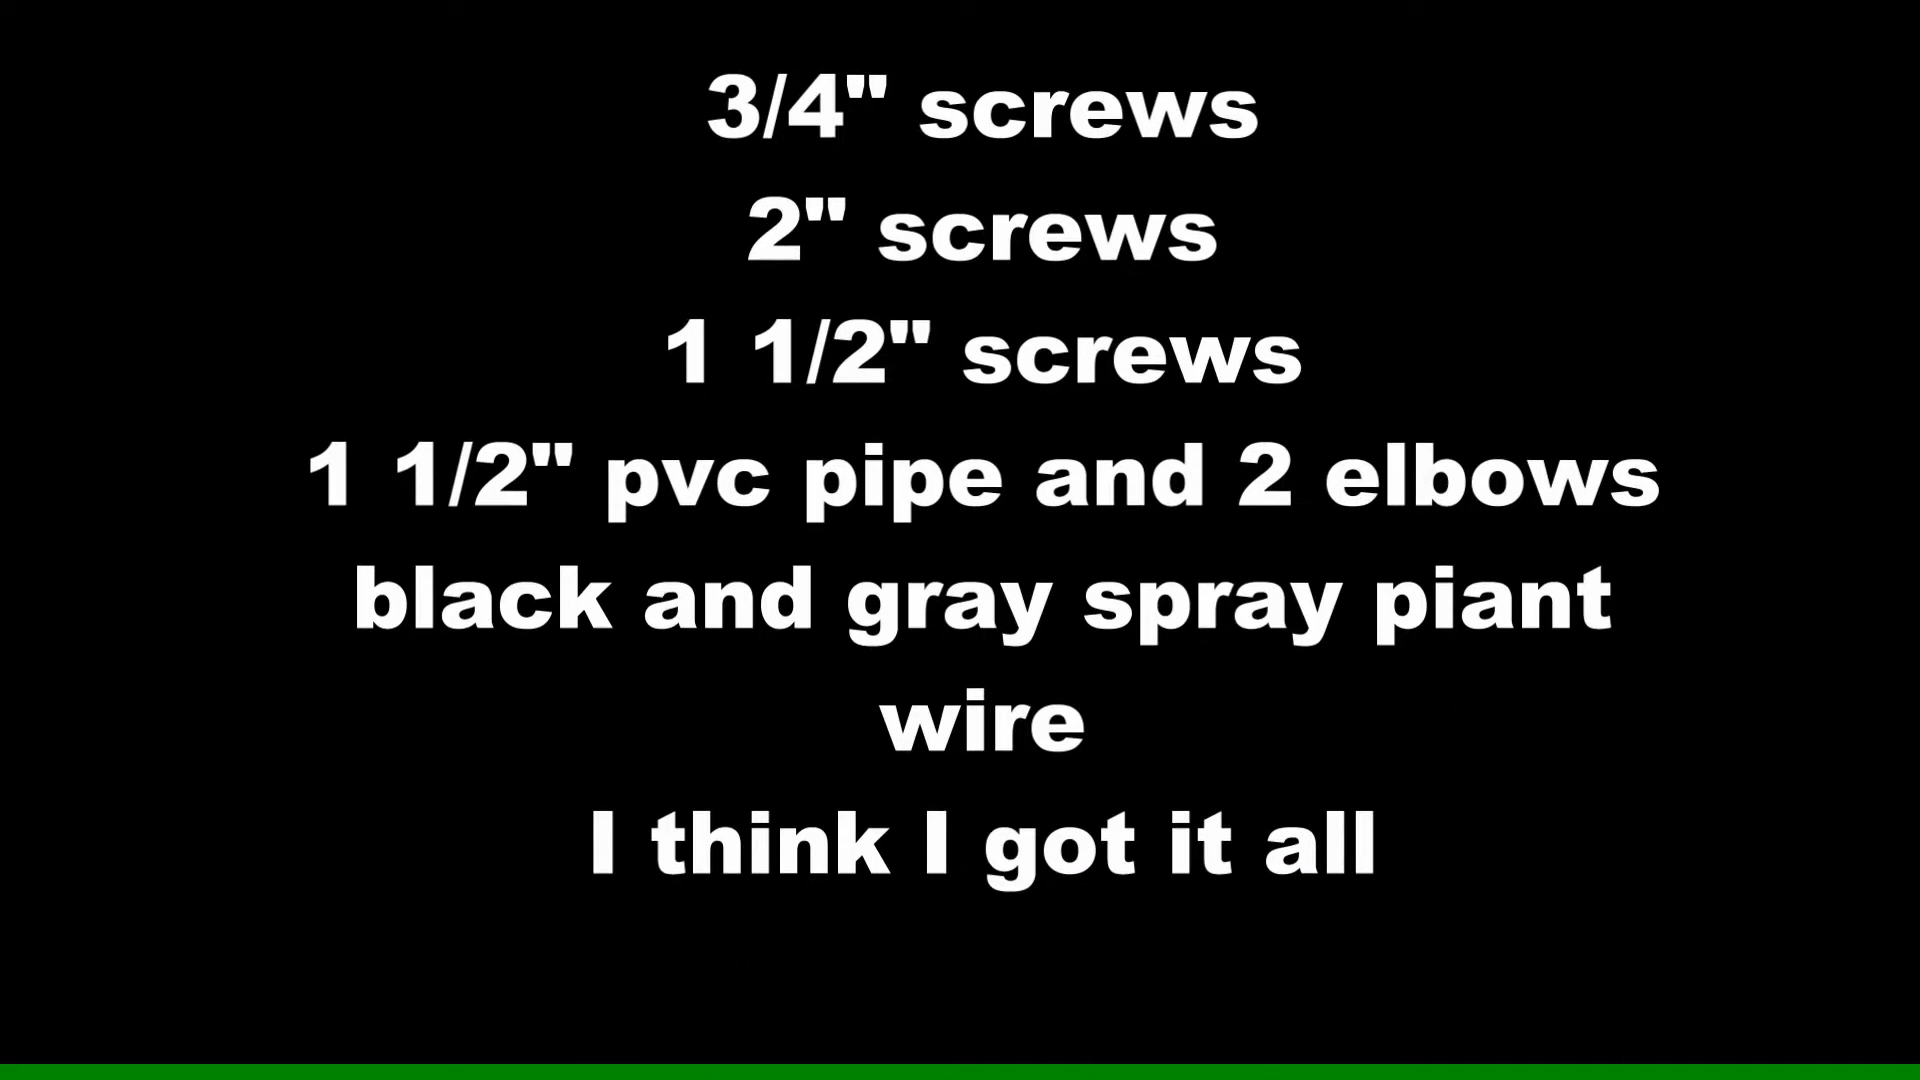 3/4" screws
2" screws
1 1/2" screws
1 1/2" pvc pipe and 2 elbows
black and gray spray piant
wire
I think I got it all